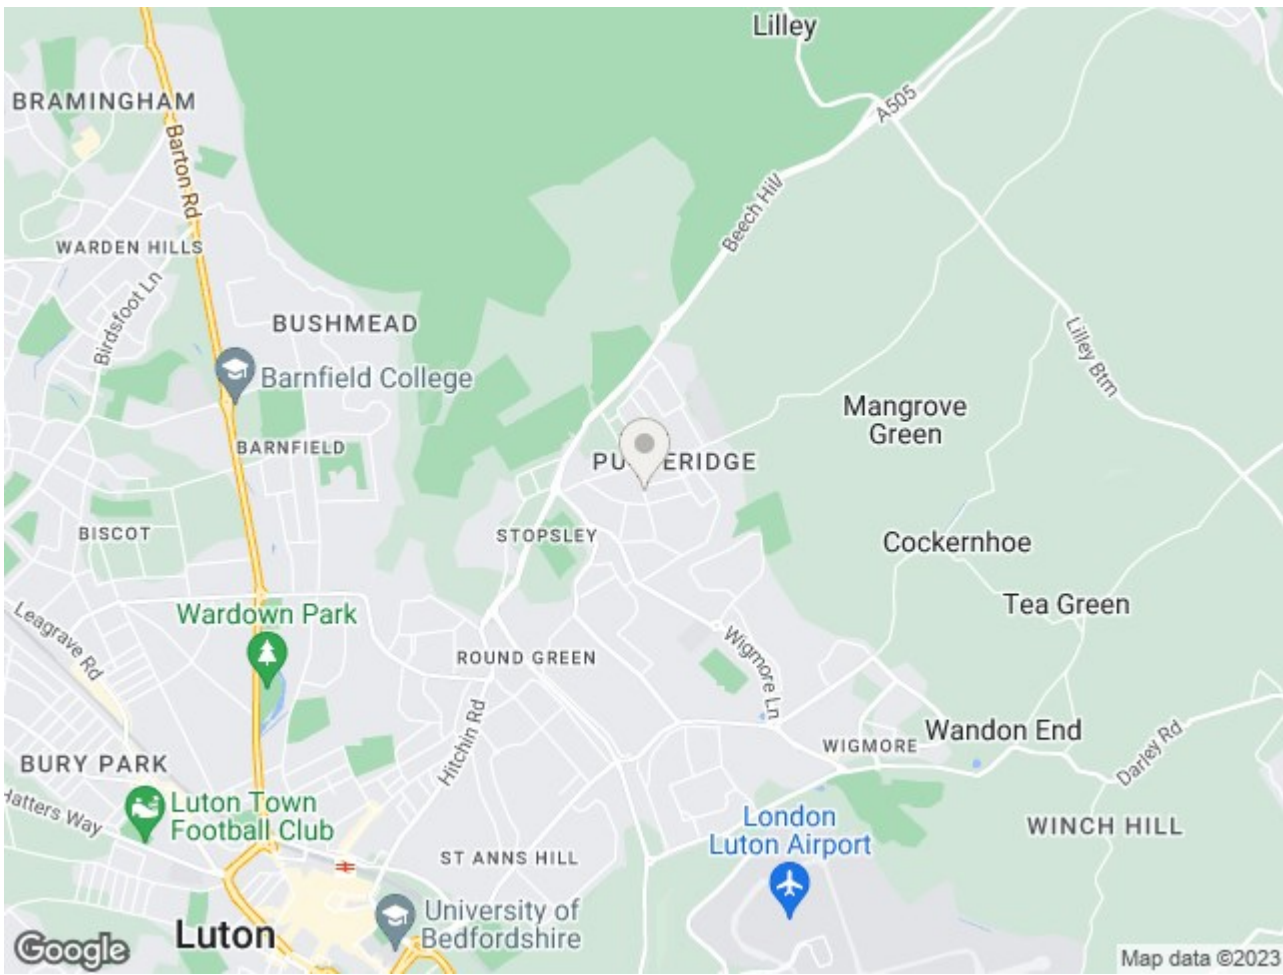 Lilley
BRAMINGHAM
A505
Barton Rd
Beech Hill
WARDEN HILLS
Birdsfoot Ln
BUSHMEAD
Lilley Btm
Barnfield College
Mangrove
Green
BARNFIELD
BISCOT
STOPSLEY
Cockernhoe
Tea Green
Wardown Park
Leagrave Rd
ROUND GREEN
Wigmore Ln
Hitchin Rd
WIGMORE
Wandon End
Darley Rd
BURY PARK
Hatters Way
Luton Town
Football Club
London
Luton Airport
WINCH HILL
ST ANNS HILL
University of
Bedfordshire
Luton
Google
Map data ©2023